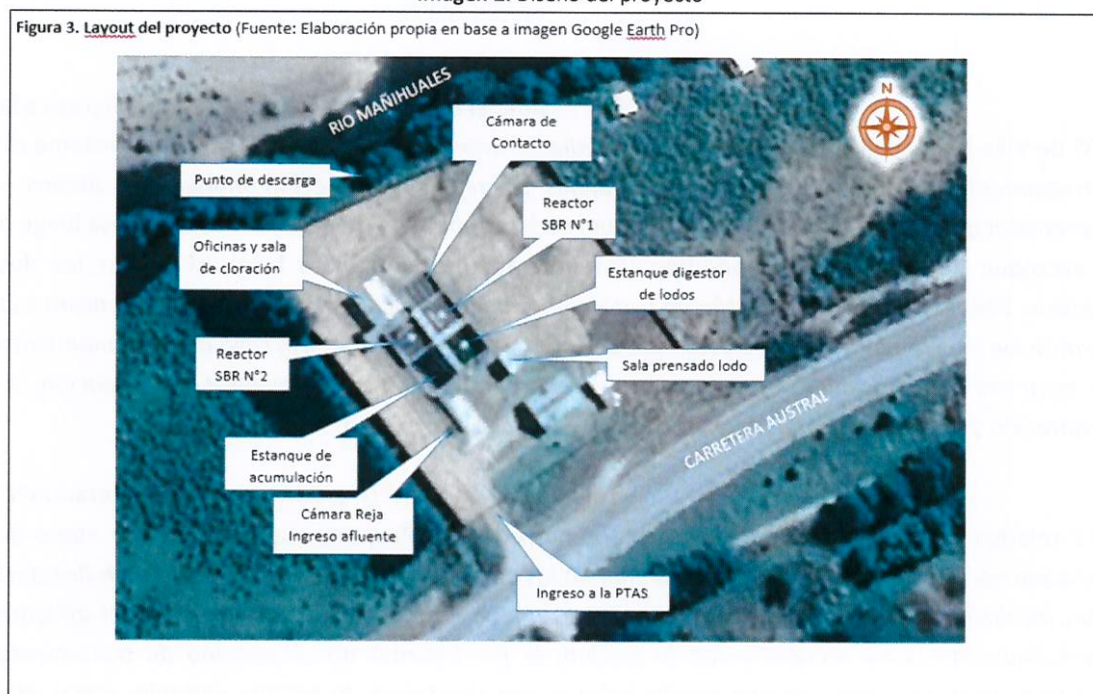 Figura 3. Layout del proyecto (Fuente: Elaboración propia en base a imagen Google Earth Pro)
N
RIO MAÑIHUALES
Cámara de
Contacto
Punto de descarga
Reactor
SBR N°1
Oficinas y sala
de cloración
Estanque digestor
de lodos
Reactor
SBR N°2
Sala prensado lodo
CARRETERA AUSTRAL
Estanque de
acumulación
Cámara Reja
Ingreso afluente
Ingreso a la PTAS